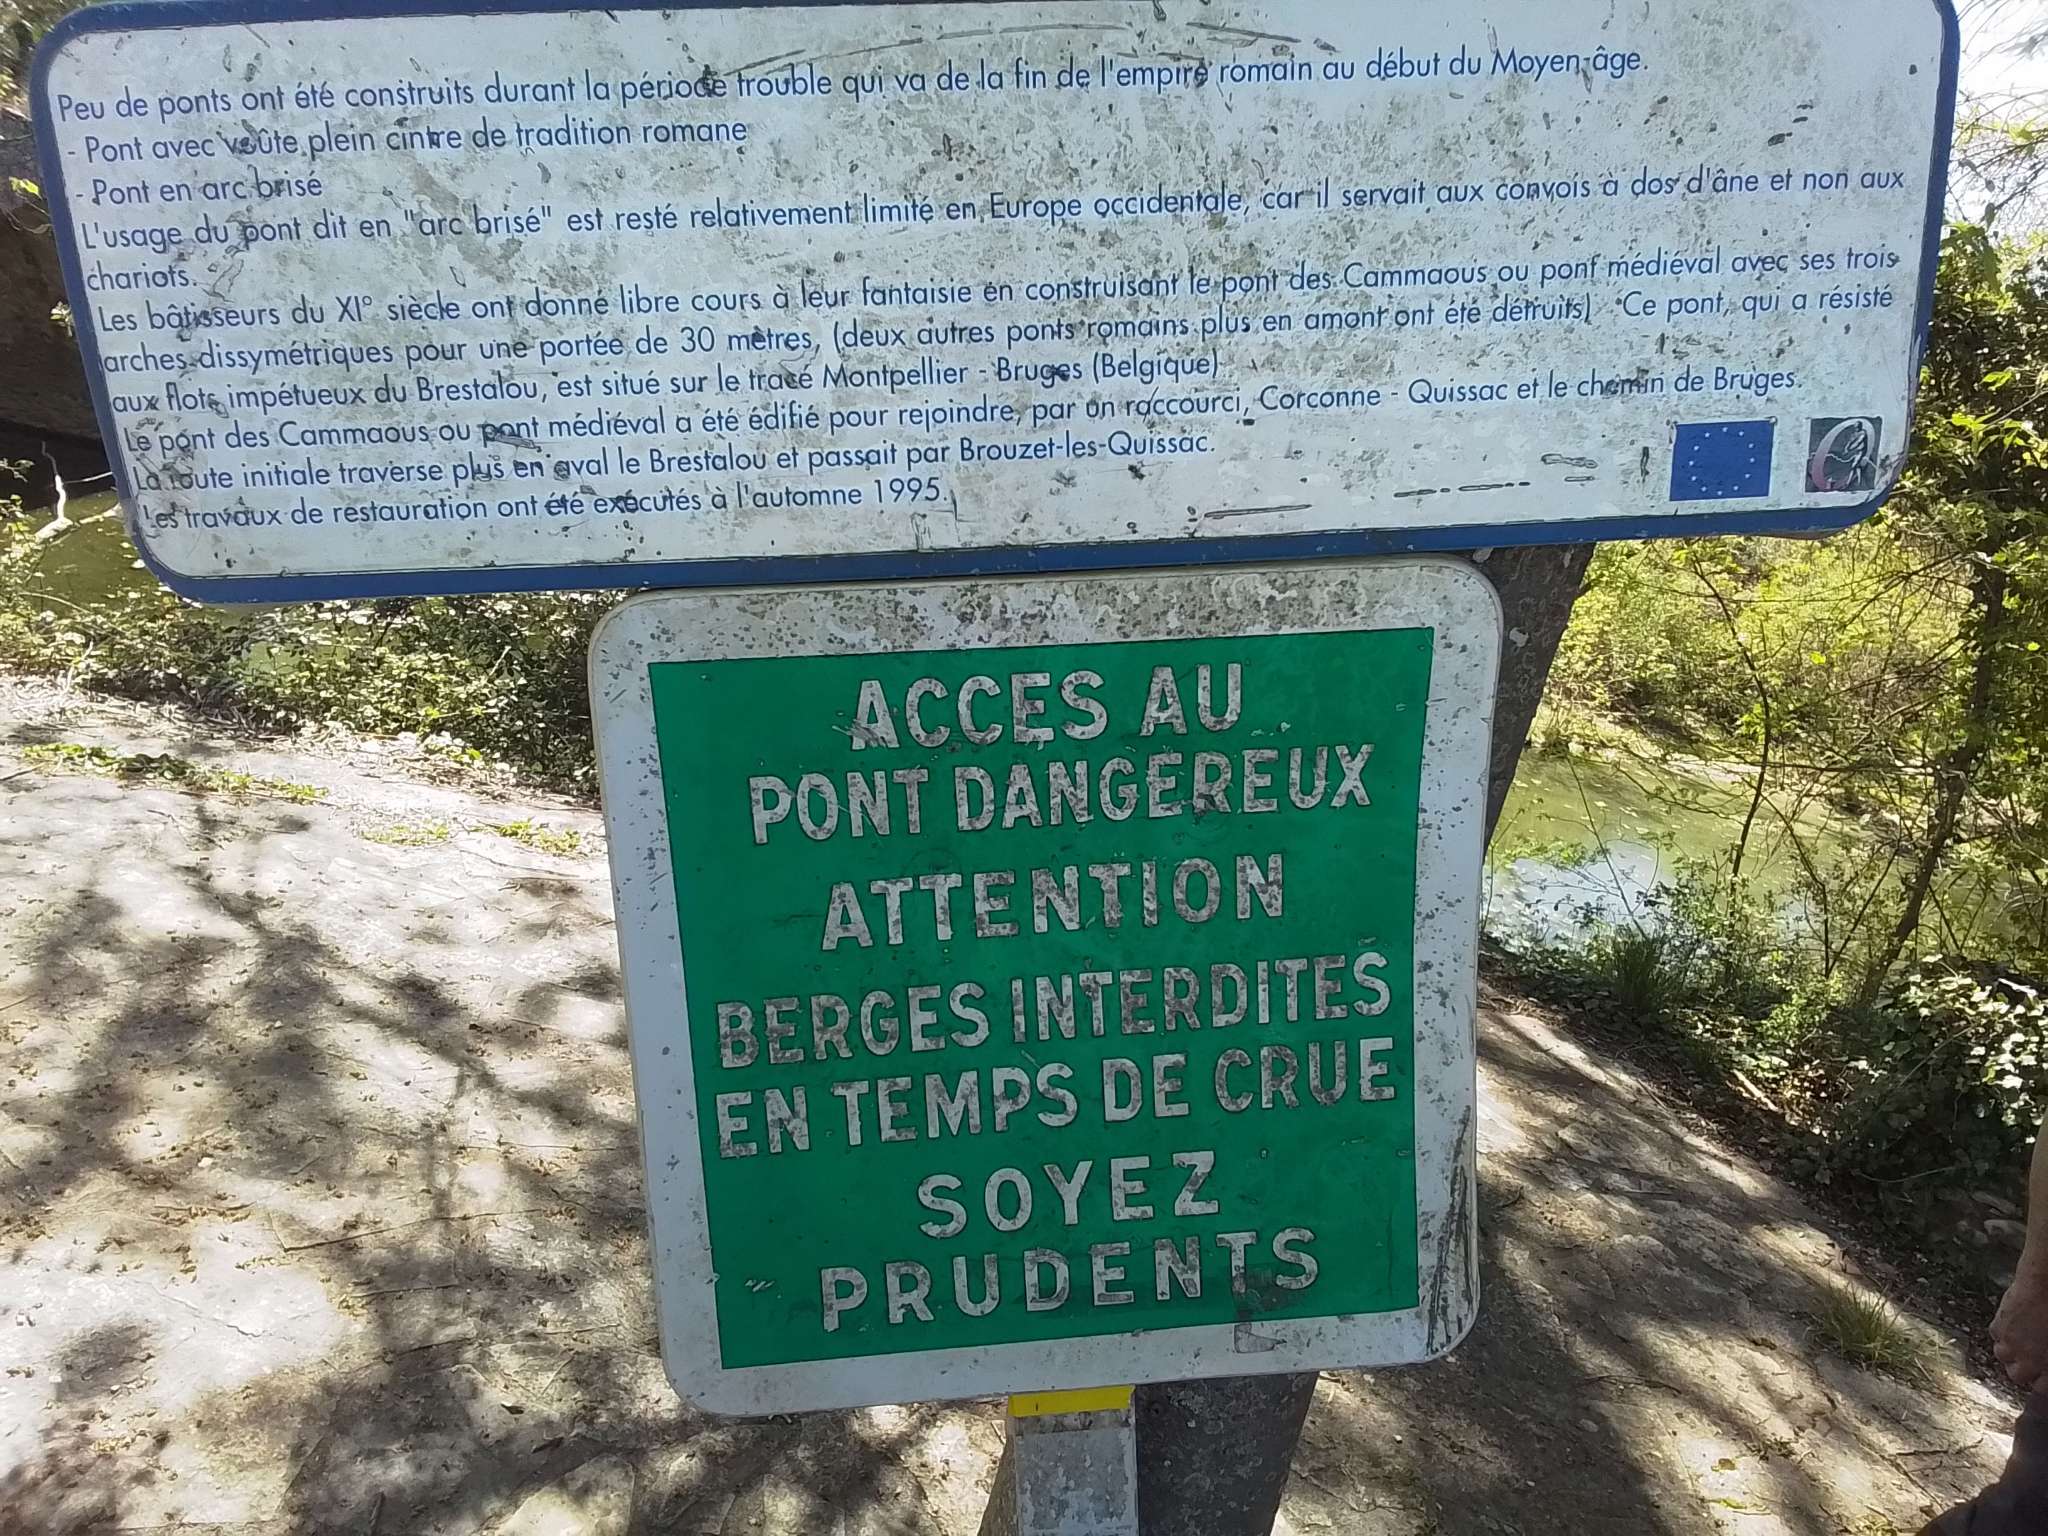 Peu de ponts ont été construits durant la période trouble qui va de la fin de l'empire romain au début du Moyen-âge.
- Pont avec voûte plein cintre de tradition romane
- Pont en arc brisé
L'usage du pont dit en "arc brisé" est resté relativement limité en Europe occidentale, car il servait aux convois à dos d'âne et non aux
chariots.
Les bâtisseurs du XI° siècle ont donné libre cours à leur fantaisie en construisant le pont des Cammaous ou pont médiéval avec ses trois
arches dissymétriques pour une portée de 30 mètres, (deux autres ponts romains plus en amont ont été détruits) Ce pont, qui a résisté
aux flots impétueux du Brestalou, est situé sur le tracé Montpellier - Bruges (Belgique)
Le pont des Cammaous ou pont médiéval a été édifié pour rejoindre, par un raccourci, Corconne - Quissac et le chemin de Bruges.
La route initiale traverse plus en aval le Brestalou et passait par Brouzet-les-Quissac.
Les travaux de restauration ont été exécutés à l'automne 1995.
ACCES AU
PONT DANGEREUX
ATTENTION
BERGES INTERDITES
EN TEMPS DE CRUE
SOYEZ
PRUDENTS